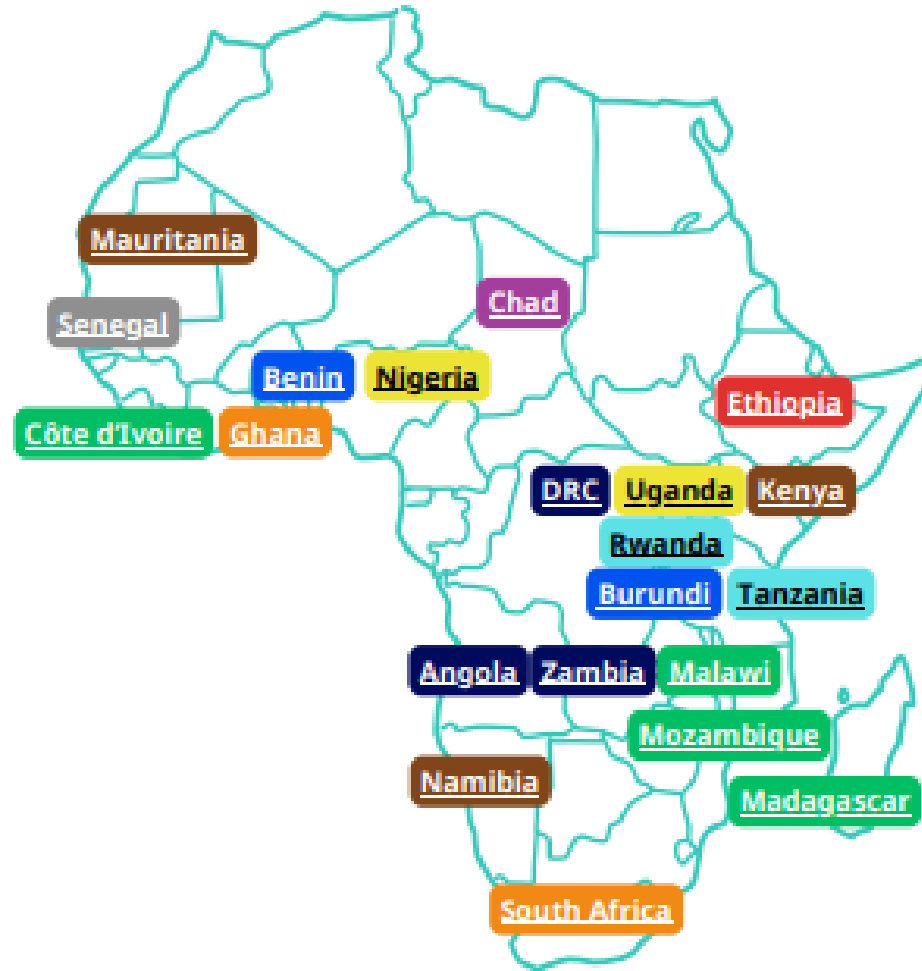 Mauritania
Chad
Senegal
Benin Nigeria
Ethiopia
Côte d'Ivoire Ghana
DRC Uganda Kenya
Rwanda
Burundi Tanzania
Angola Zambia Malawi
Mozambique
Namibia
Madagascar
South Africa